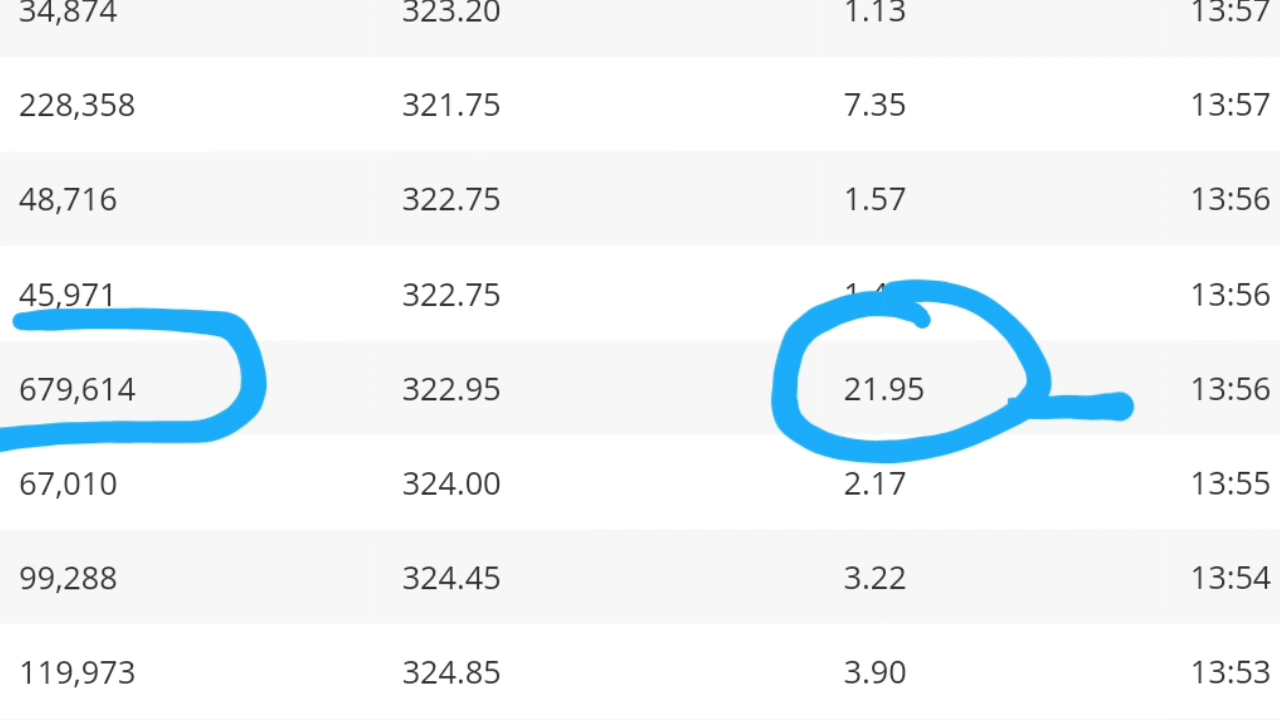 34,874 323.20 1.13 13:57
228,358 321.75 7.35 13:57
48,716 322.75 1.57 13:56
45,971 322.75 13:56
679,614 322.95 21.95 13:56
67,010 324.00 2.17 13:55
99,288 324.45 3.22 13:54
119,973 324.85 3.90 13:53